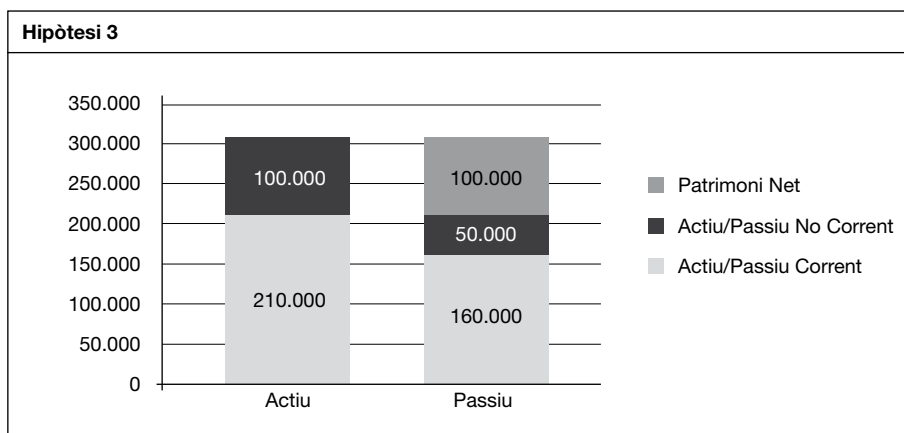 Hipòtesi 3
350.000
300.000
250.000
200.000
150.000
100.000
50.000
0
100.000
210.000
100.000
50.000
160.000
Actiu
Passiu
Patrimoni Net
Actiu/Passiu No Corrent
Actiu/Passiu Corrent